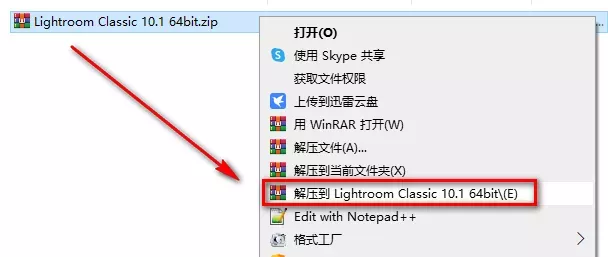 Lightroom Classic 10.1 64bit.zip
打开(O)
...
使用 Skype 共享
获取文件权限
上传到迅雷云盘
用 WinRAR 打开(W)
解压文件(A)...
解压到当前文件夹(X)
解压到 Lightroom Classic 10.1 64bit\(E)
Edit with Notepad++
格式工厂